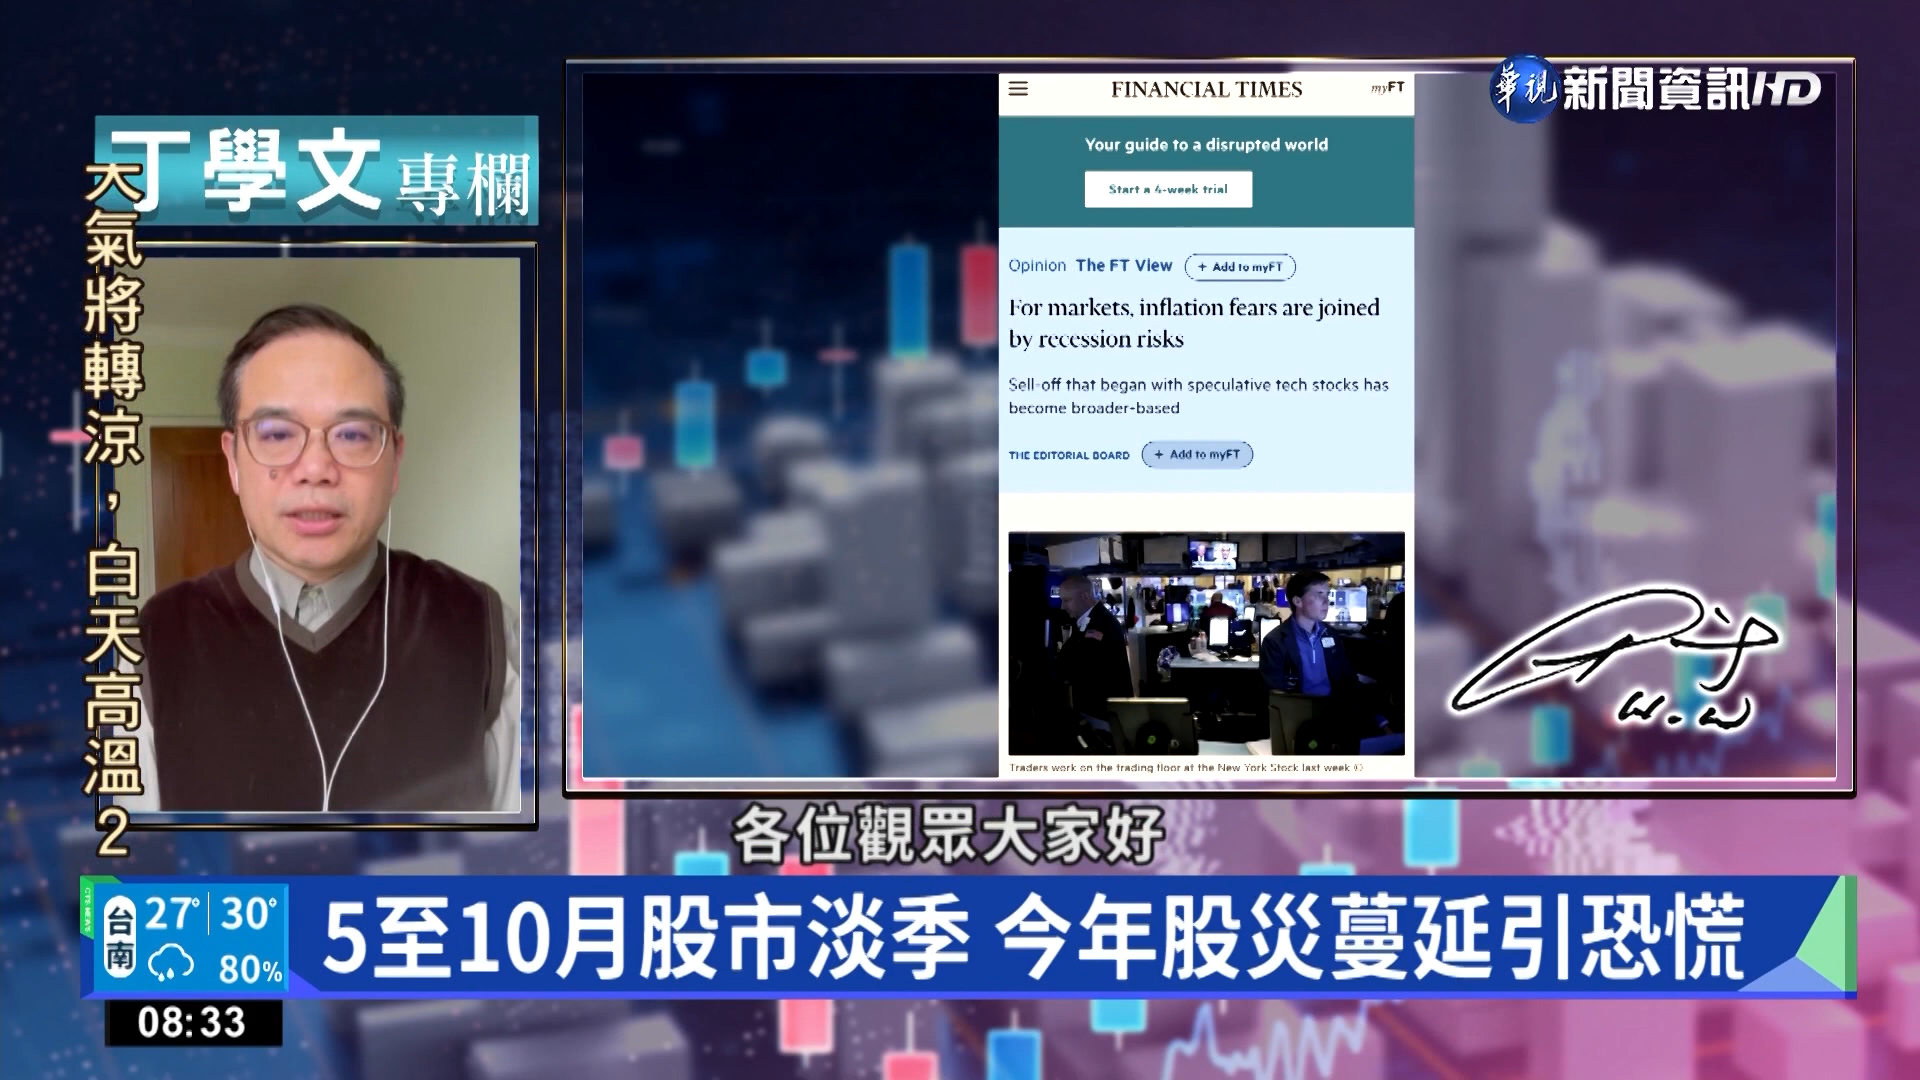 華視 新聞資訊HD
丁學文 專欄
天氣將轉涼，白天高溫2
FINANCIAL TIMES
myFT
Your guide to a disrupted world
Start a 4-week trial
Opinion The FT View + Add to myFT
For markets, inflation fears are joined
by recession risks
Sell-off that began with speculative tech stocks has
become broader-based
THE EDITORIAL BOARD + Add to myFT
Traders work on the trading floor at the New York Stock last week ©
W.W
各位觀眾大家好
5至10月股市淡季 今年股災蔓延引恐慌
CTS NEWS
台南
27° 30°
80%
08:33